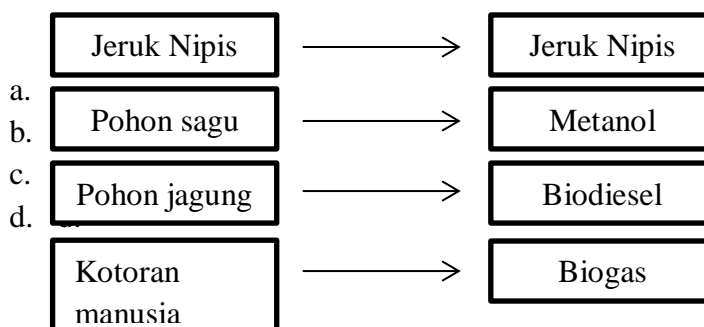 Jeruk Nipis Jeruk Nipis
a.
Pohon sagu Metanol
b.
c.
Pohon jagung Biodiesel
d.
Kotoran Biogas
manusia